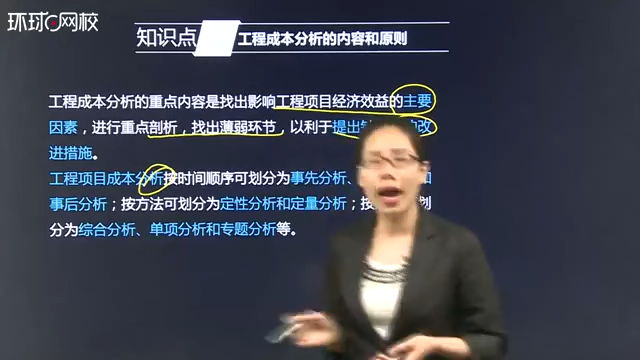 环球网校
知识点
工程成本分析的内容和原则
工程成本分析的重点内容是找出影响工程项目经济效益的主要
因素，进行重点剖析，找出薄弱环节，以利于提出 改
进措施。
工程项目成本分析按时间顺序可划分为事先分析、 和
事后分析；按方法可划分为定性分析和定量分析；按 划
分为综合分析、单项分析和专题分析等。